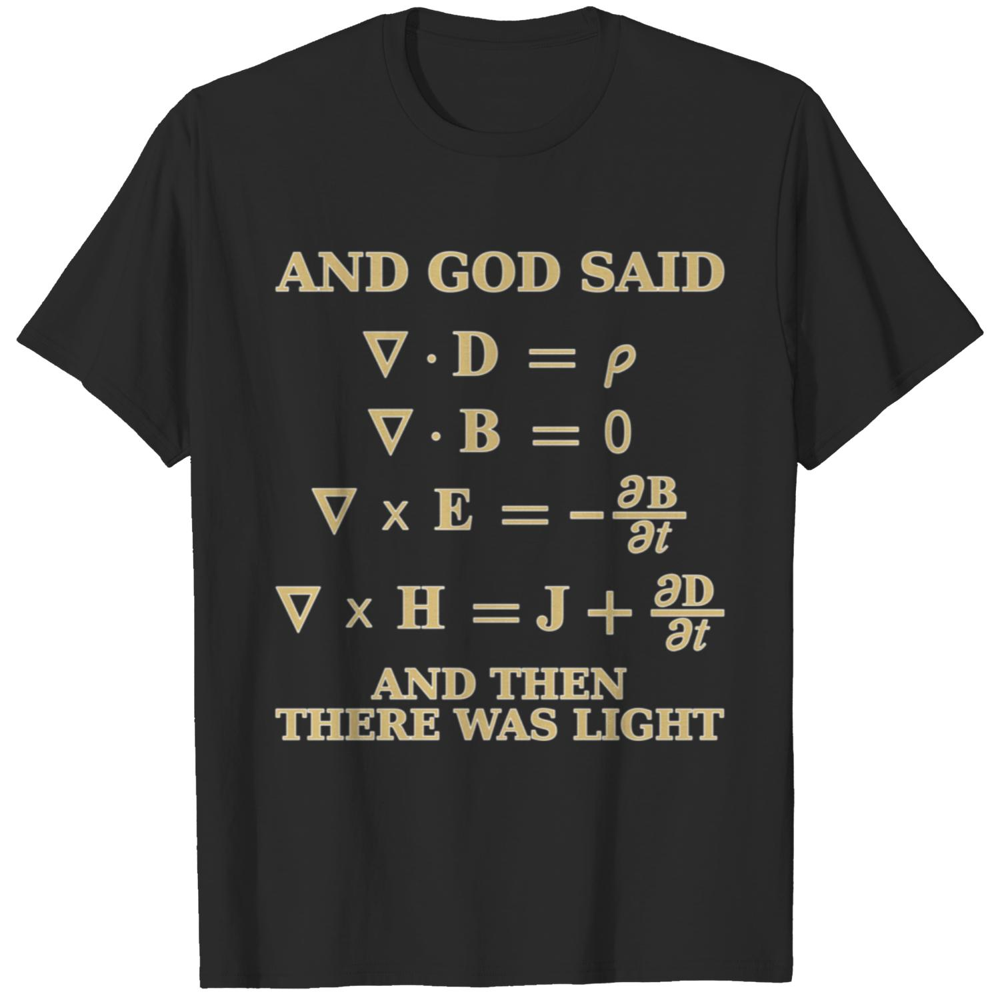 AND GOD SAID
∇ · D = ρ
∇ · B = 0
∇ x E = -∂B/∂t
∇ x H = J + ∂D/∂t
AND THEN
THERE WAS LIGHT